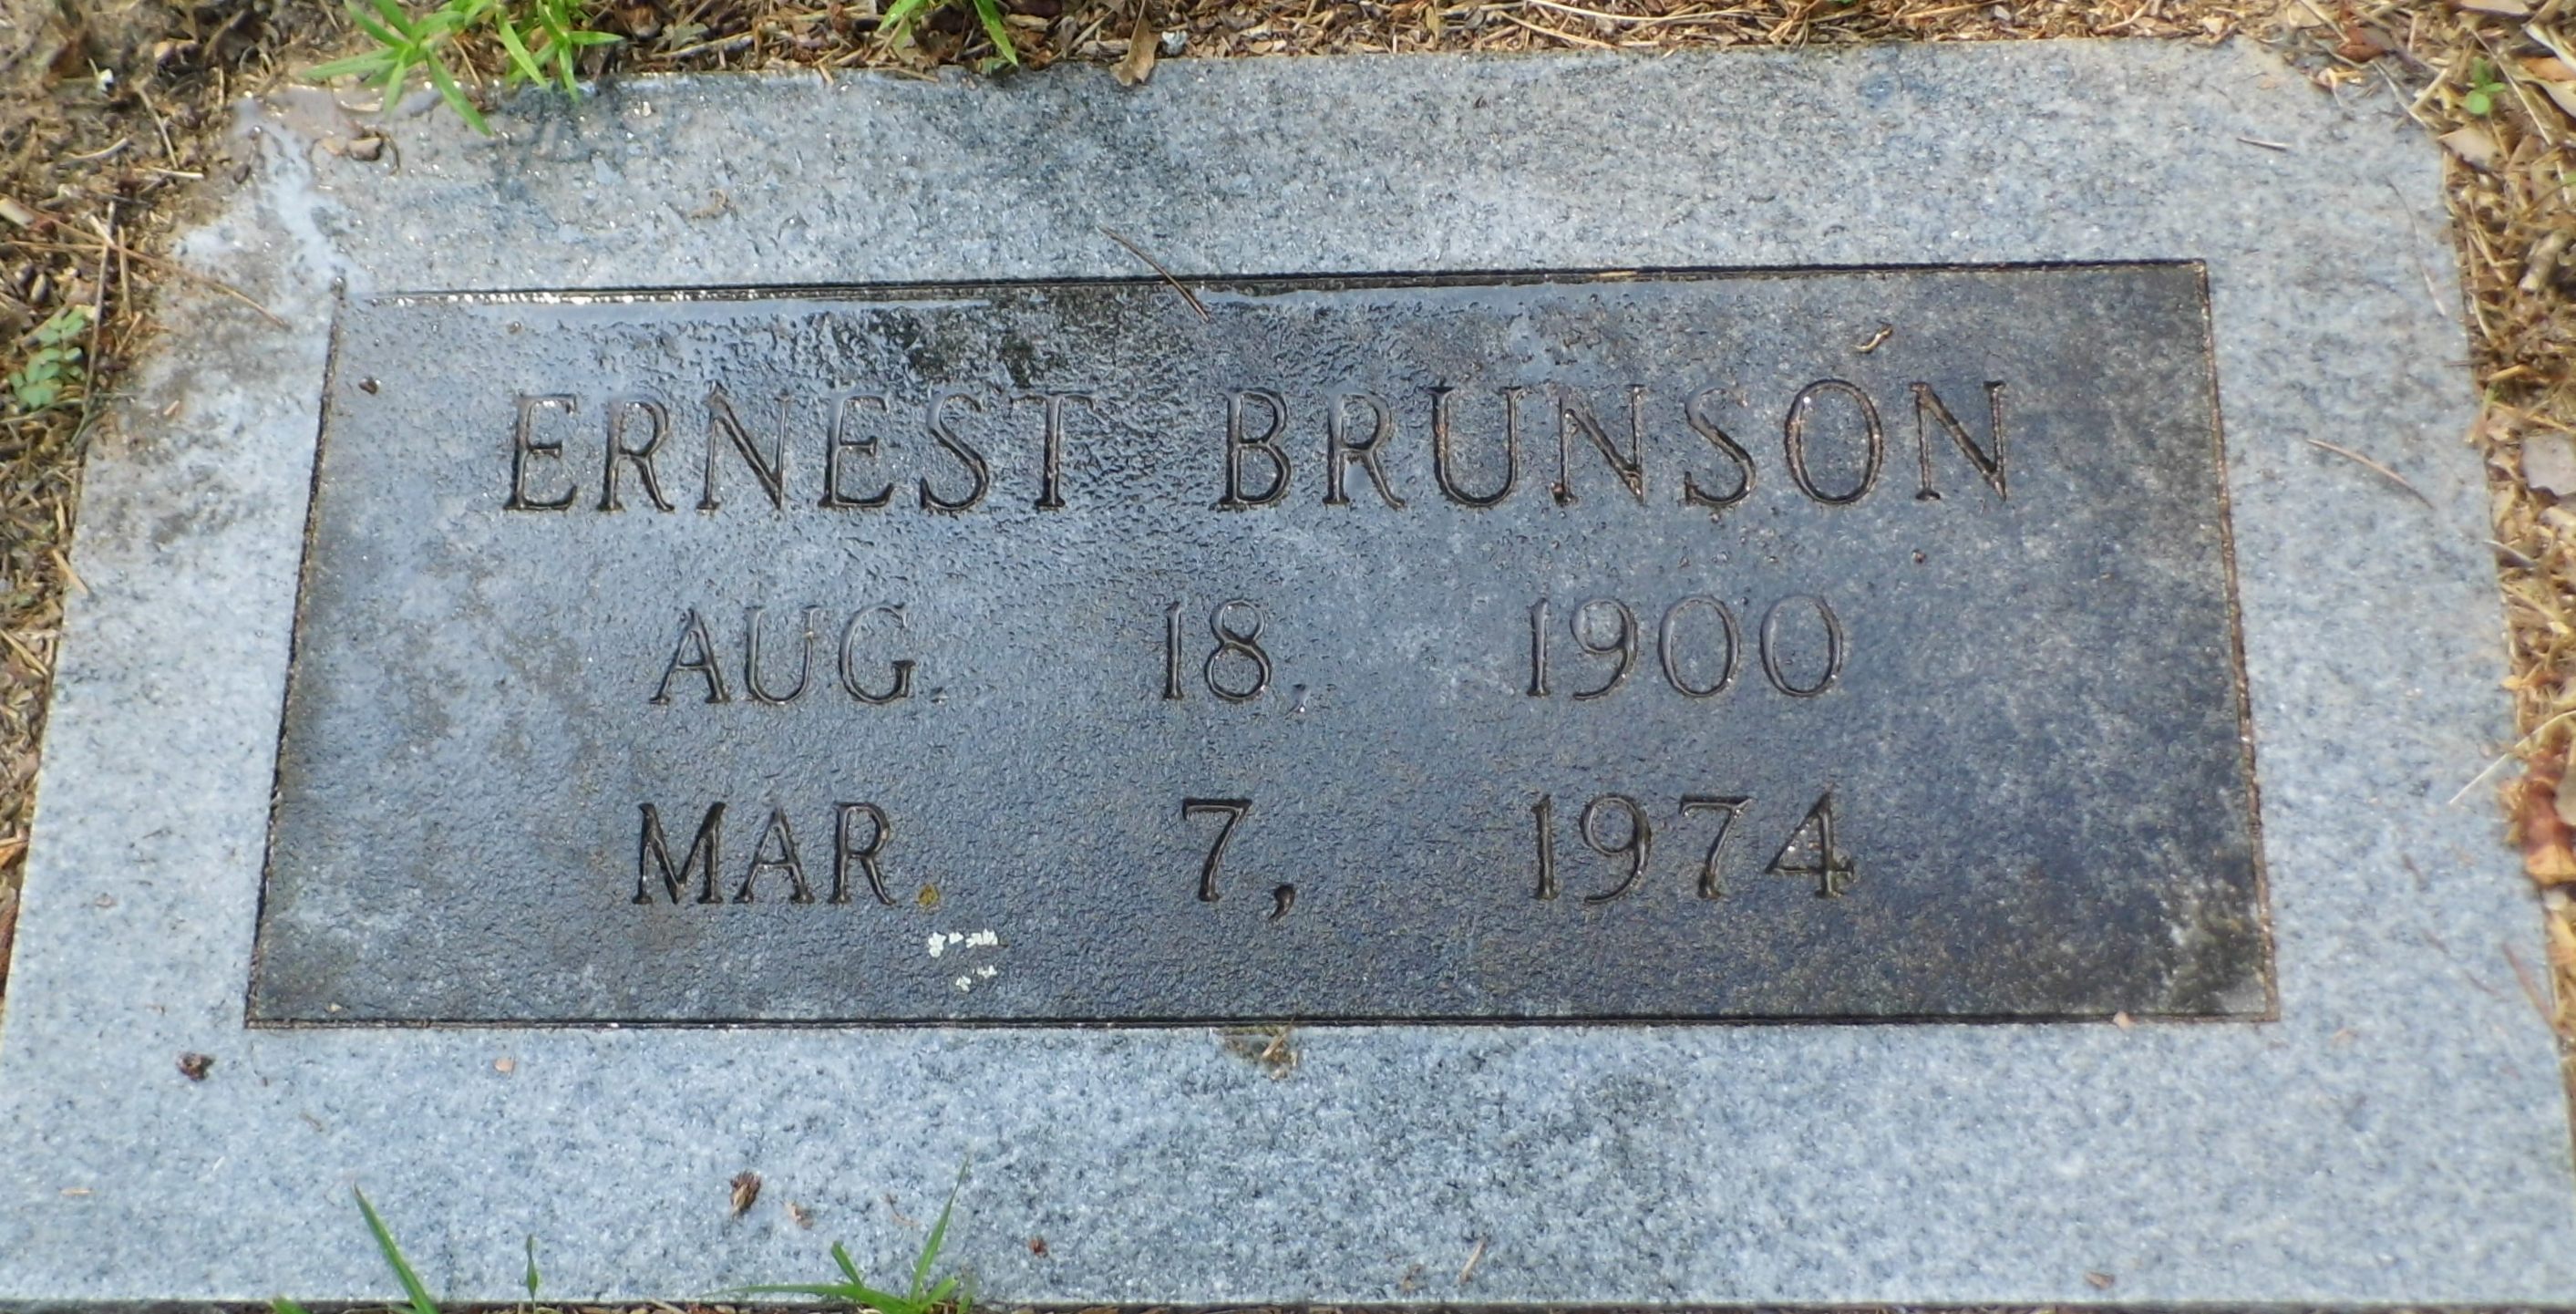 ERNEST BRUNSON
AUG. 18, 1900
MAR. 7, 1974